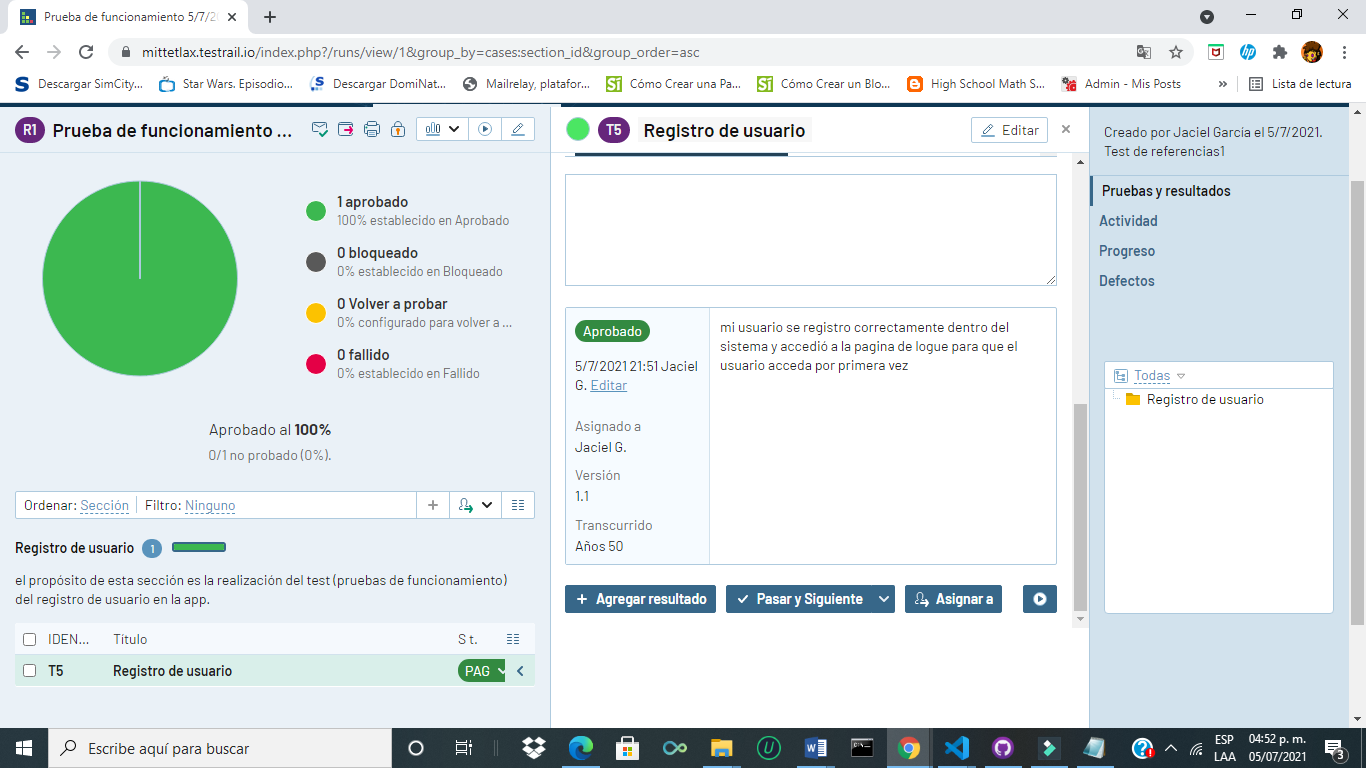 Prueba de funcionamiento 5/7/2
mittetlax.testrail.io/index.php?/runs/view/1&group_by=cases:section_id&group_order=asc
Descargar SimCity...
Star Wars. Episodio...
Descargar DomiNat...
Mailrelay, platafor...
Cómo Crear una Pa...
Cómo Crear un Blo...
High School Math S...
Admin - Mis Posts
»
Lista de lectura
R1 Prueba de funcionamiento ...
1 aprobado
100% establecido en Aprobado
0 bloqueado
0% establecido en Bloqueado
0 Volver a probar
0% configurado para volver a ...
0 fallido
0% establecido en Fallido
Aprobado al 100%
0/1 no probado (0%).
Ordenar: Sección Filtro: Ninguno
Registro de usuario 1
el propósito de esta sección es la realización del test (pruebas de funcionamiento)
del registro de usuario en la app.
IDEN... Título S t.
T5 Registro de usuario PAG
T5 Registro de usuario
Editar
Aprobado
5/7/2021 21:51 Jaciel
G. Editar
Asignado a
Jaciel G.
Versión
1.1
Transcurrido
Años 50
mi usuario se registro correctamente dentro del
sistema y accedió a la pagina de logue para que el
usuario acceda por primera vez
Agregar resultado
Pasar y Siguiente
Asignar a
Creado por Jaciel García el 5/7/2021.
Test de referencias1
Pruebas y resultados
Actividad
Progreso
Defectos
Todas
Registro de usuario
Escribe aquí para buscar
ESP
LAA
04:52 p. m.
05/07/2021
3